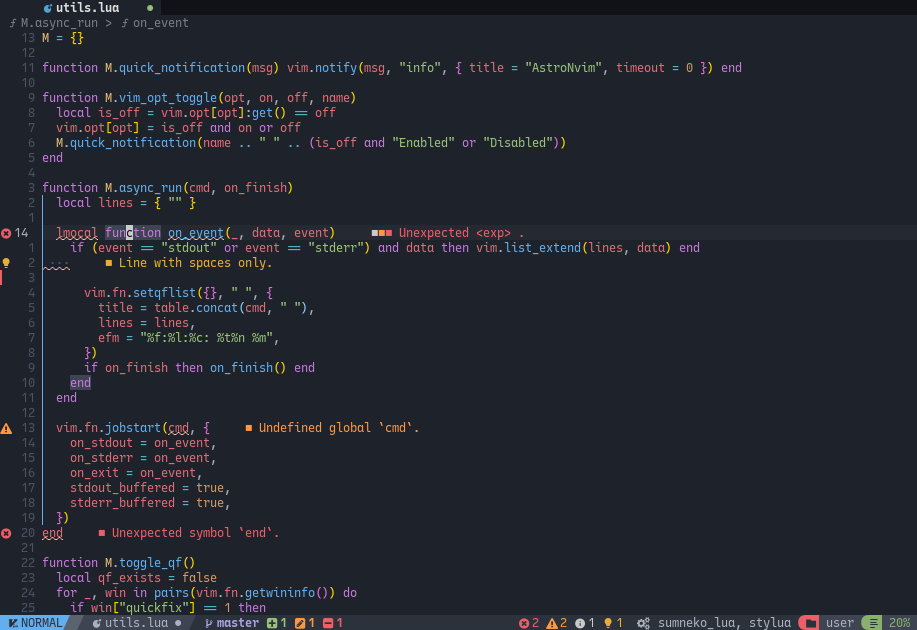 utils.lua ●
ƒ M.async_run > ƒ on_event
13 M = {}
12
11 function M.quick_notification(msg) vim.notify(msg, "info", { title = "AstroNvim", timeout = 0 }) end
10
9 function M.vim_opt_toggle(opt, on, off, name)
8 local is_off = vim.opt[opt]:get() == off
7 vim.opt[opt] = is_off and on or off
6 M.quick_notification(name .. " " .. (is_off and "Enabled" or "Disabled"))
5 end
4
3 function M.async_run(cmd, on_finish)
2 local lines = { "" }
1
14 lmocal function on_event(_, data, event) ■■■ Unexpected <exp> .
1 if (event == "stdout" or event == "stderr") and data then vim.list_extend(lines, data) end
2 ---- ■ Line with spaces only.
3
4 vim.fn.setqflist({}, " ", {
5 title = table.concat(cmd, " "),
6 lines = lines,
7 efm = "%f:%l:%c: %t%n %m",
8 })
9 if on_finish then on_finish() end
10 end
11 end
12
13 vim.fn.jobstart(cmd, { ■ Undefined global `cmd`.
14 on_stdout = on_event,
15 on_stderr = on_event,
16 on_exit = on_event,
17 stdout_buffered = true,
18 stderr_buffered = true,
19 })
20 end ■ Unexpected symbol `end`.
21
22 function M.toggle_qf()
23 local qf_exists = false
24 for _, win in pairs(vim.fn.getwininfo()) do
25 if win["quickfix"] == 1 then
NORMAL utils.lua ● master 1 1 1 2 2 1 1 sumneko_lua, stylua user 20%